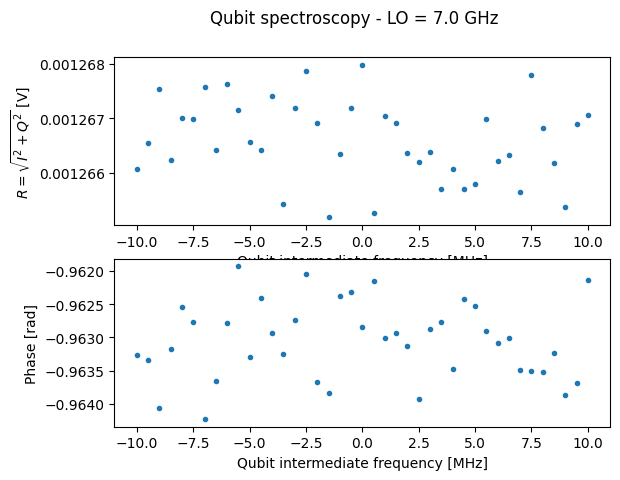 Qubit spectroscopy - LO = 7.0 GHz
R = √I² + Q² [V]
0.001268
0.001267
0.001266
−10.0 −7.5 −5.0 −2.5 0.0 2.5 5.0 7.5 10.0
Qubit intermediate frequency [MHz]
Phase [rad]
−0.9620
−0.9625
−0.9630
−0.9635
−0.9640
−10.0 −7.5 −5.0 −2.5 0.0 2.5 5.0 7.5 10.0
Qubit intermediate frequency [MHz]